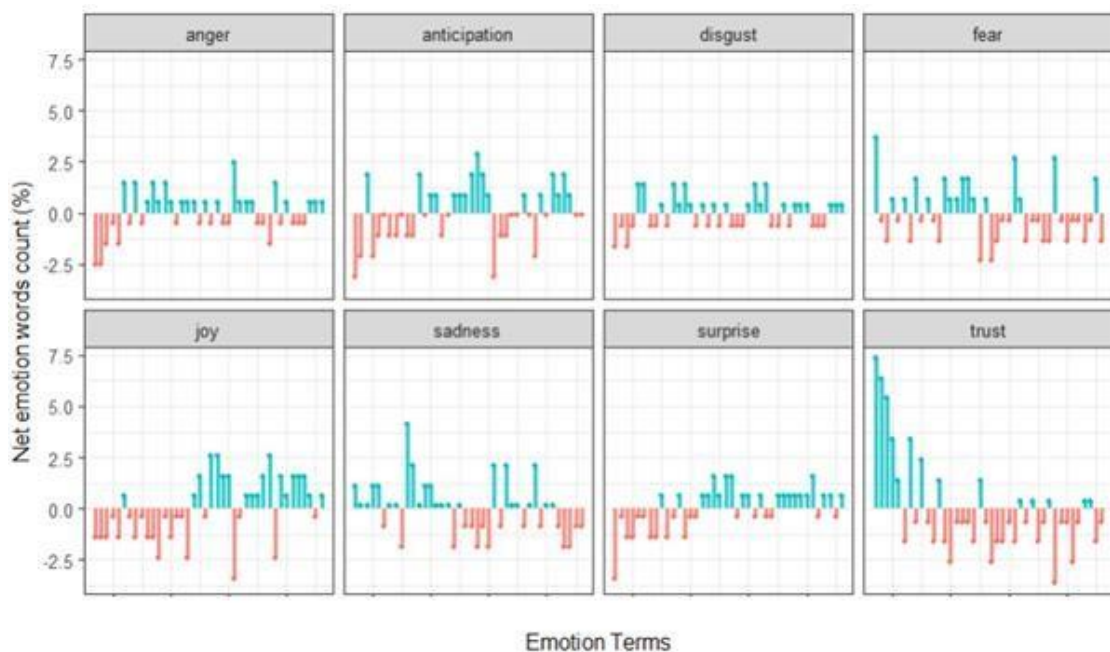 anger anticipation disgust fear
7.5
5.0
2.5
0.0
-2.5
Net emotion words count (%)
joy sadness surprise trust
7.5
5.0
2.5
0.0
-2.5
Emotion Terms